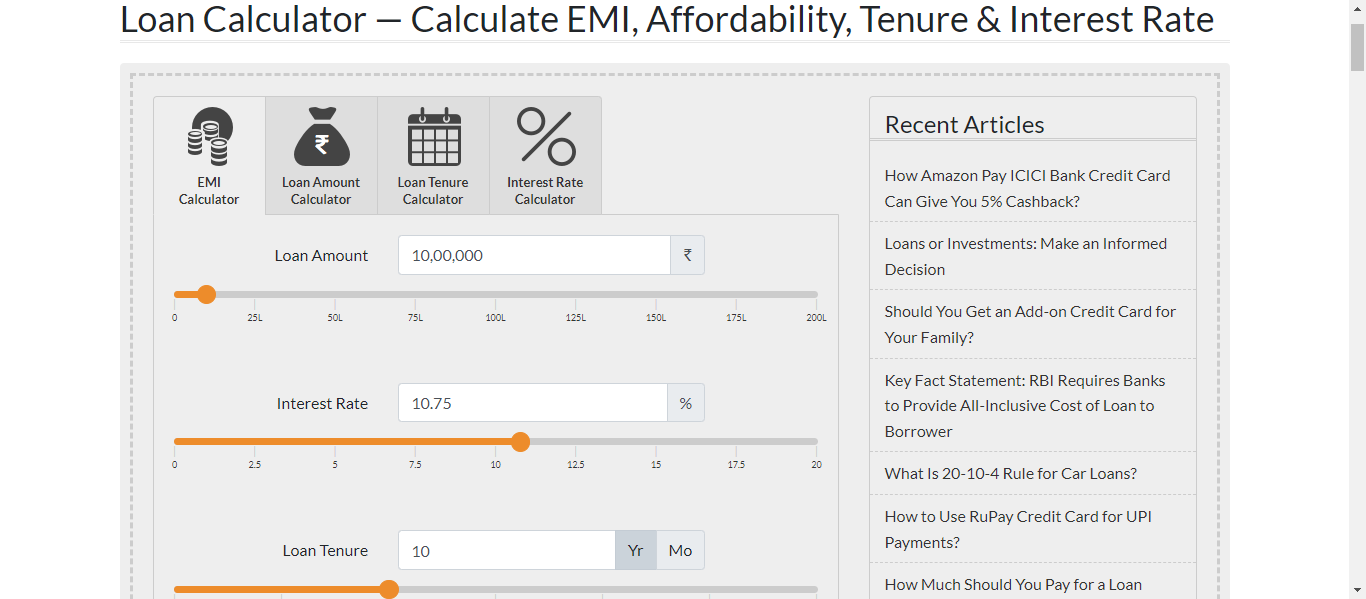 Loan Calculator — Calculate EMI, Affordability, Tenure & Interest Rate
EMI
Calculator
₹
Loan Amount
Calculator
Loan Tenure
Calculator
Interest Rate
Calculator
Loan Amount 10,00,000 ₹
0 25L 50L 75L 100L 125L 150L 175L 200L
Interest Rate 10.75 %
0 2.5 5 7.5 10 12.5 15 17.5 20
Loan Tenure 10 Yr Mo
Recent Articles
How Amazon Pay ICICI Bank Credit Card
Can Give You 5% Cashback?
Loans or Investments: Make an Informed
Decision
Should You Get an Add-on Credit Card for
Your Family?
Key Fact Statement: RBI Requires Banks
to Provide All-Inclusive Cost of Loan to
Borrower
What Is 20-10-4 Rule for Car Loans?
How to Use RuPay Credit Card for UPI
Payments?
How Much Should You Pay for a Loan